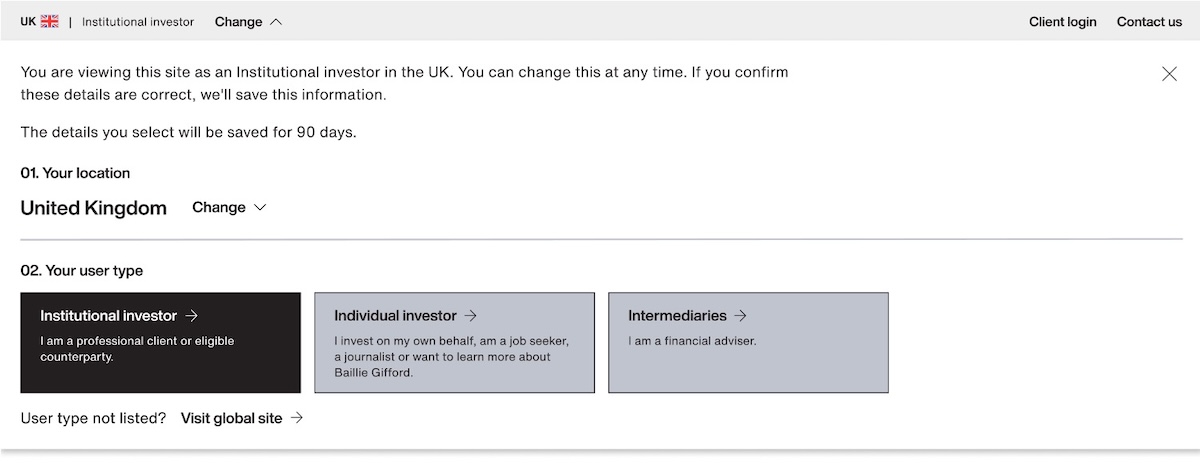 UK | Institutional investor Change Client login Contact us
You are viewing this site as an Institutional investor in the UK. You can change this at any time. If you confirm
these details are correct, we'll save this information.
The details you select will be saved for 90 days.
01. Your location
United Kingdom Change
02. Your user type
Institutional investor →
I am a professional client or eligible
counterparty.
Individual investor →
I invest on my own behalf, am a job seeker,
a journalist or want to learn more about
Baillie Gifford.
Intermediaries →
I am a financial adviser.
User type not listed? Visit global site →